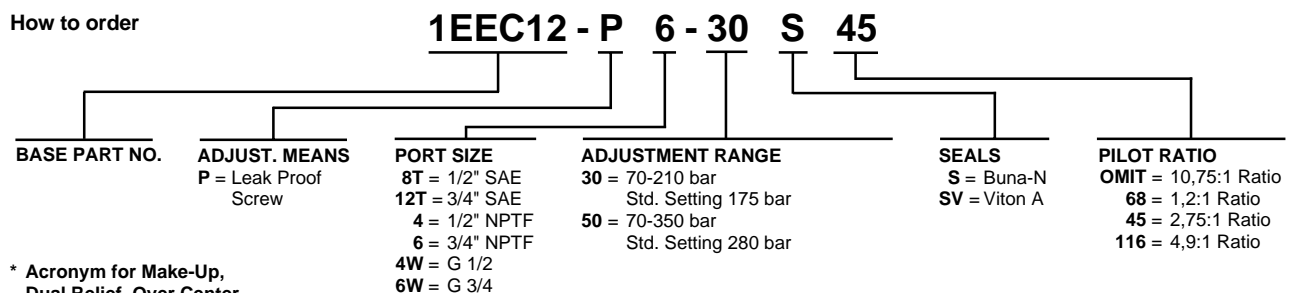 How to order
1EEC12 - P 6 - 30 S 45
BASE PART NO.
ADJUST. MEANS
P = Leak Proof
Screw
PORT SIZE
8T = 1/2" SAE
12T = 3/4" SAE
4 = 1/2" NPTF
6 = 3/4" NPTF
4W = G 1/2
6W = G 3/4
ADJUSTMENT RANGE
30 = 70-210 bar
Std. Setting 175 bar
50 = 70-350 bar
Std. Setting 280 bar
SEALS
S = Buna-N
SV = Viton A
PILOT RATIO
OMIT = 10,75:1 Ratio
68 = 1,2:1 Ratio
45 = 2,75:1 Ratio
116 = 4,9:1 Ratio
* Acronym for Make-Up,
Dual Relief, Over Center